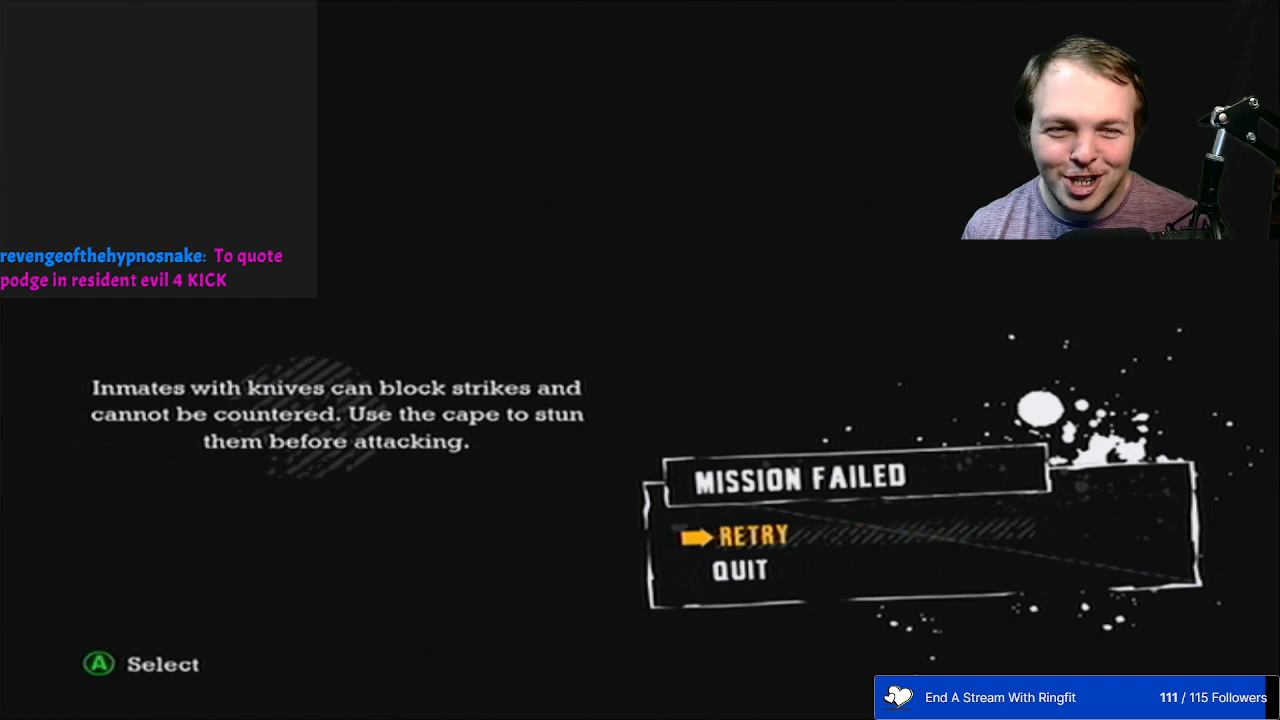 revengeofthehypnosnake: To quote
podge in resident evil 4 KICK
Inmates with knives can block strikes and
cannot be countered. Use the cape to stun
them before attacking.
MISSION FAILED
RETRY
QUIT
A Select
End A Stream With Ringfit 111 / 115 Followers